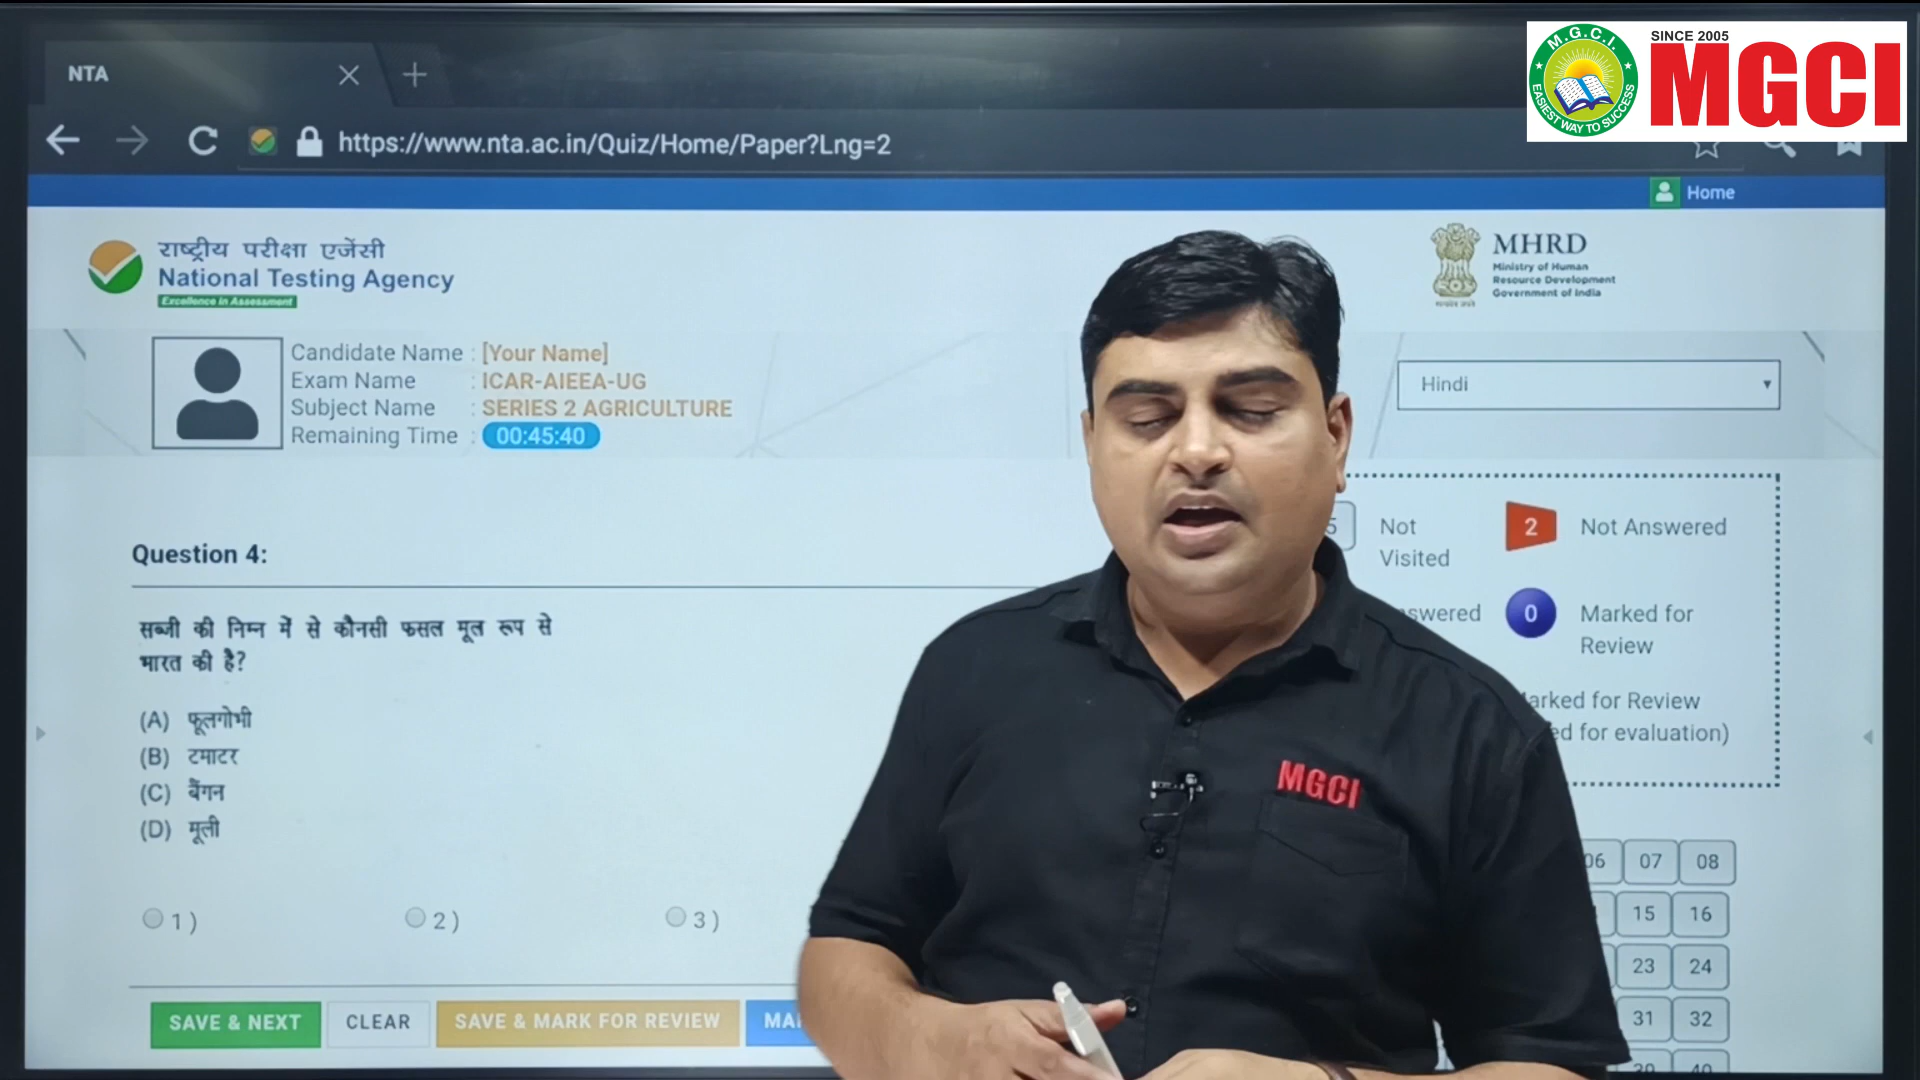 M.G.C.I.
EASIEST WAY TO SUCCESS
SINCE 2005
MGCI
NTA
https://www.nta.ac.in/Quiz/Home/Paper?Lng=2
Home
राष्ट्रीय परीक्षा एजेंसी
National Testing Agency
Excellence in Assessment
MHRD
Ministry of Human
Resource Development
Government of India
Candidate Name : [Your Name]
Exam Name : ICAR-AIEEA-UG
Subject Name : SERIES 2 AGRICULTURE
Remaining Time : 00:45:40
Hindi
Question 4:
सब्जी की निम्न में से कौनसी फसल मूल रूप से
भारत की है?
(A) फूलगोभी
(B) टमाटर
(C) बैंगन
(D) मूली
1 )
2 )
3 )
SAVE & NEXT
CLEAR
SAVE & MARK FOR REVIEW
Not
Visited
2 Not Answered
0 Marked for
Review
for Review
for evaluation)
MGCI
06 07 08
15 16
23 24
31 32